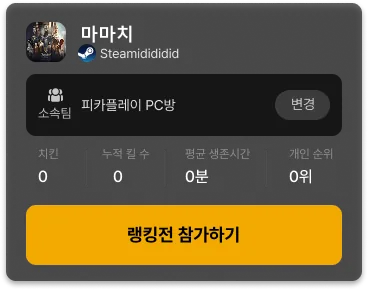 마마치
Steamidididid
소속팀
피카플레이 PC방
변경
치킨 누적 킬 수 평균 생존시간 개인 순위
0 0 0분 0위
랭킹전 참가하기